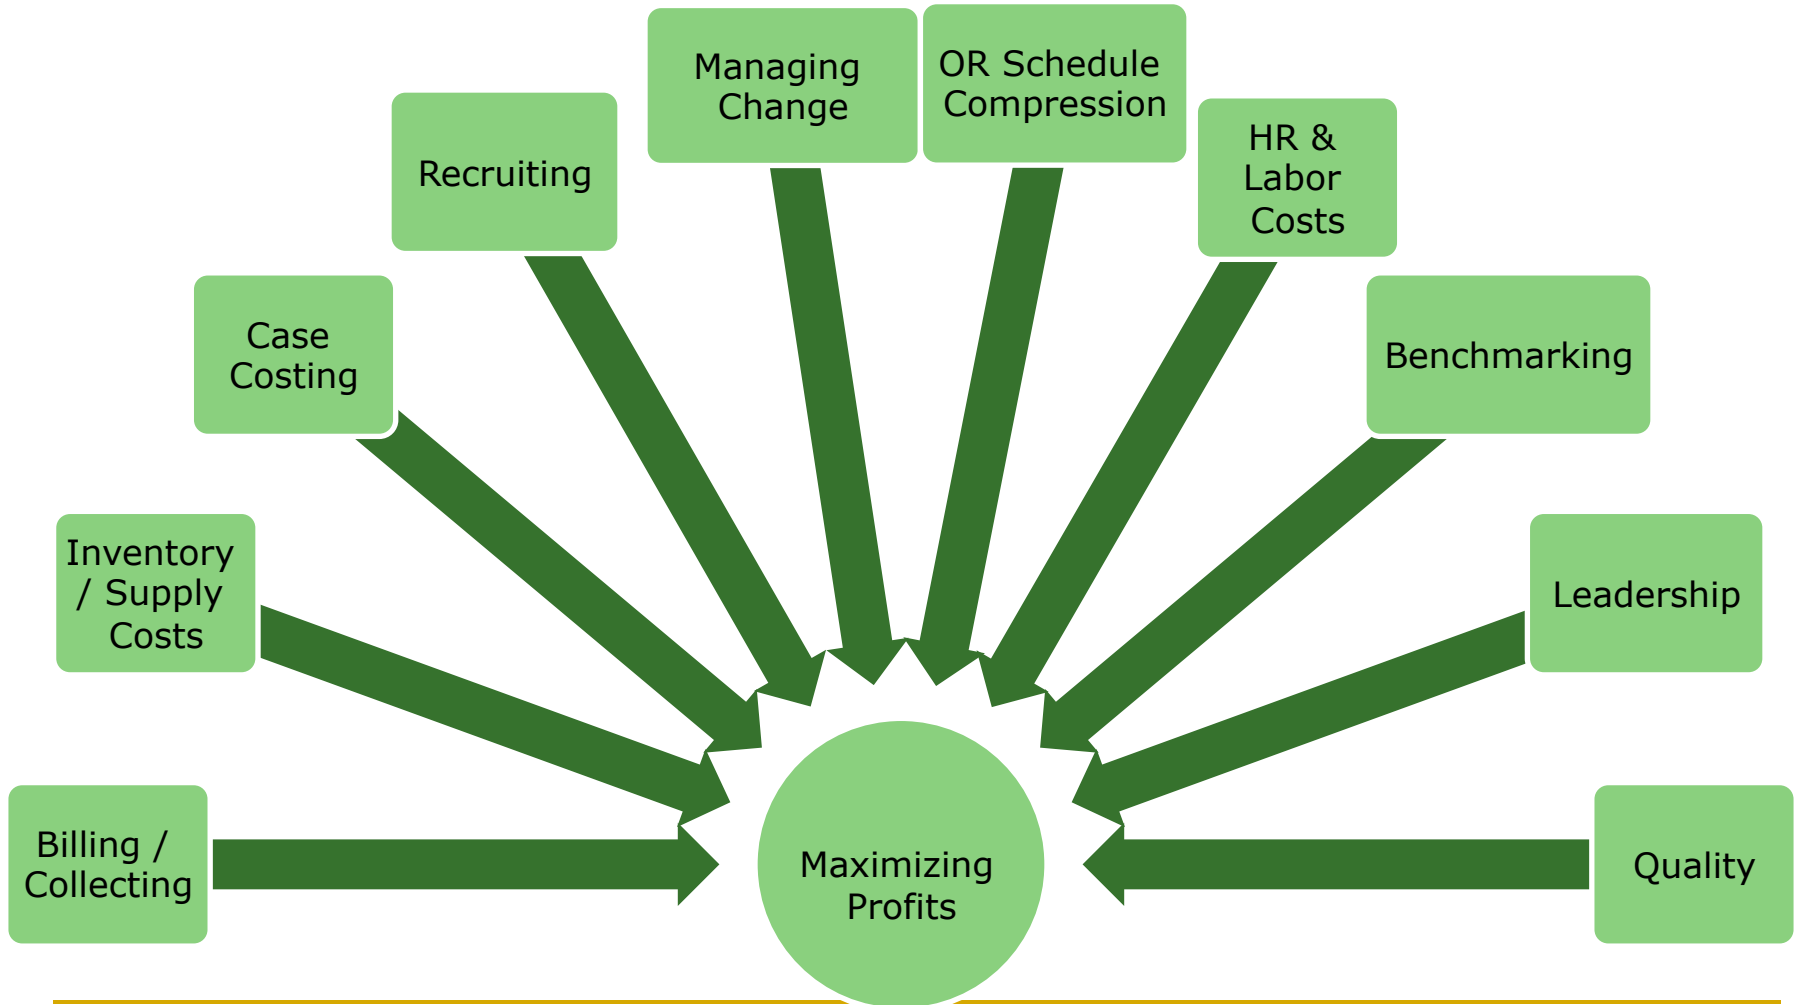 Managing
Change
OR Schedule
Compression
Recruiting
HR &
Labor
Costs
Case
Costing
Benchmarking
Inventory
/ Supply
Costs
Leadership
Billing /
Collecting
Maximizing
Profits
Quality